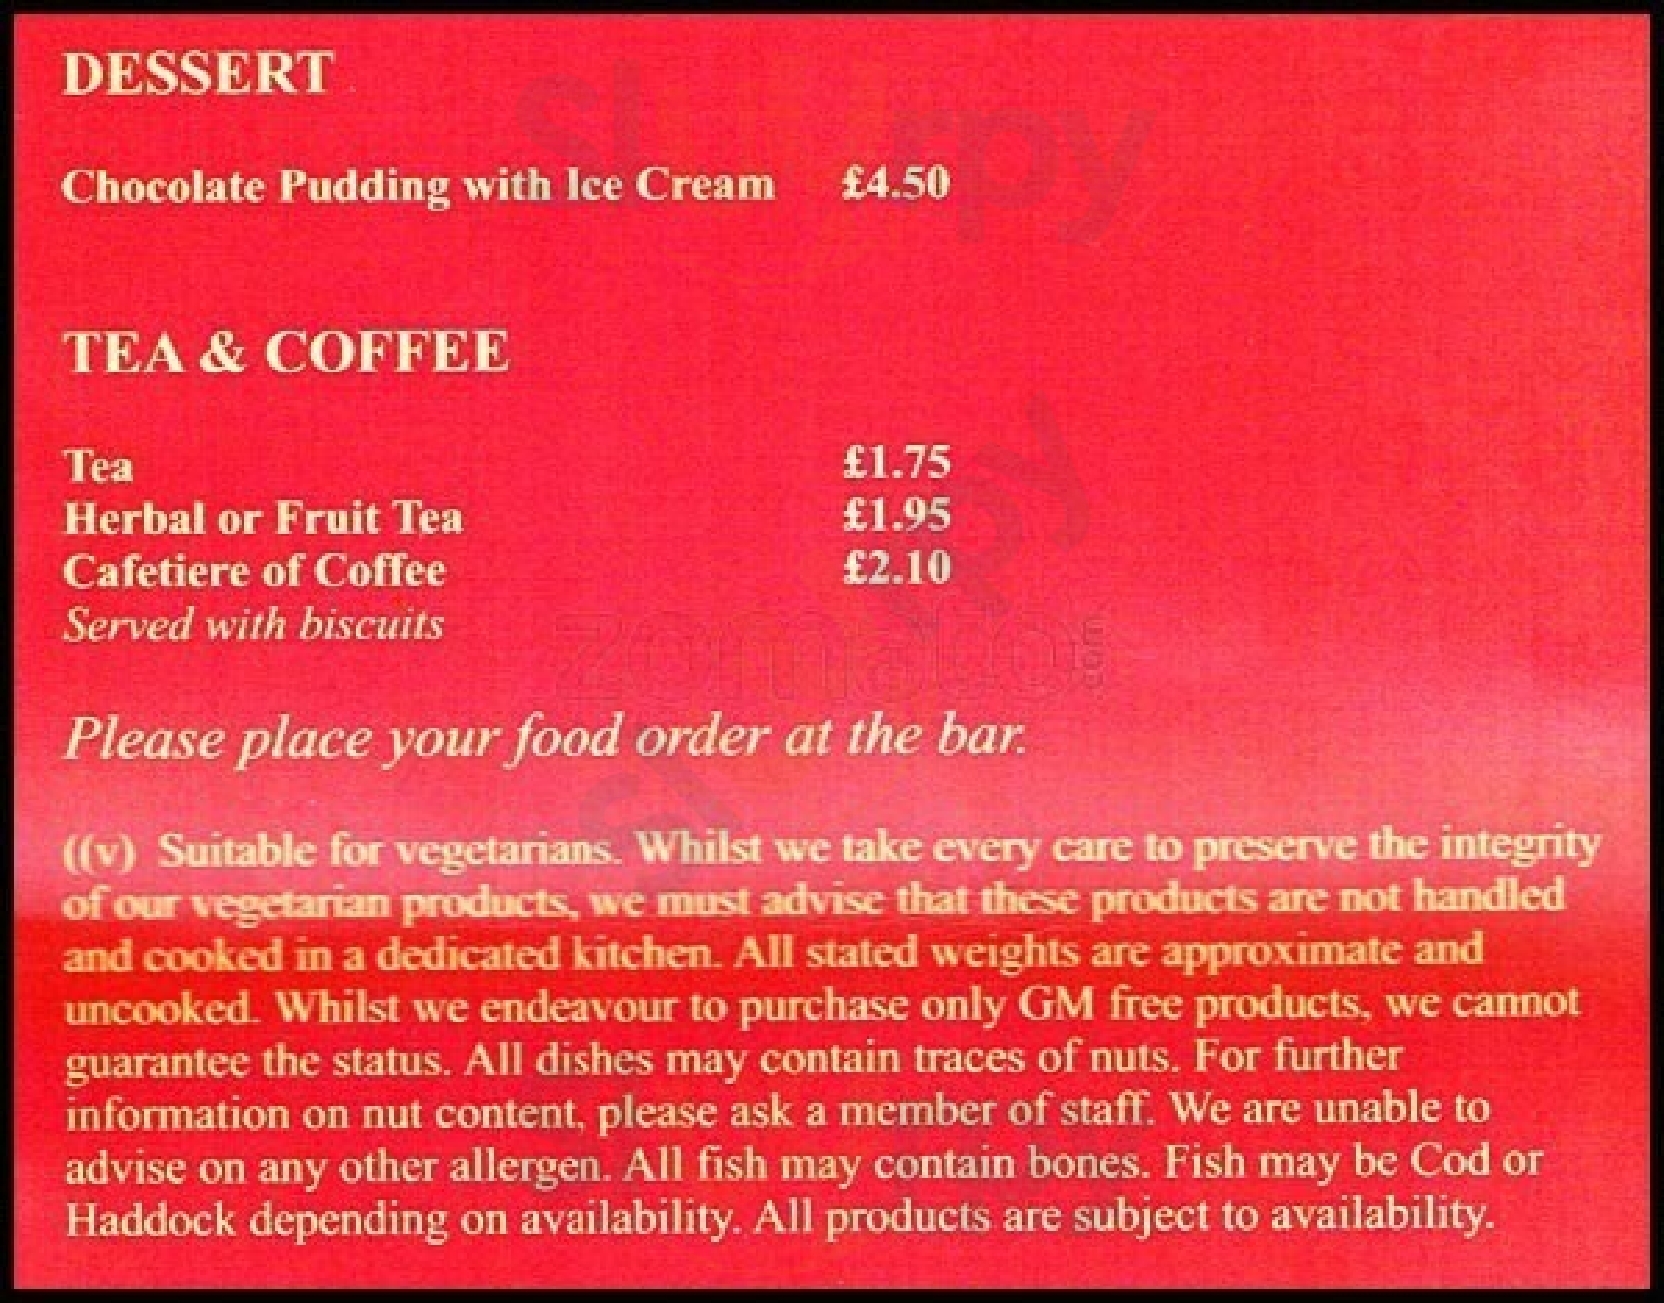 DESSERT
Chocolate Pudding with Ice Cream £4.50
TEA & COFFEE
Tea £1.75
Herbal or Fruit Tea £1.95
Cafetiere of Coffee £2.10
Served with biscuits
zomato.com
Please place your food order at the bar.
((v) Suitable for vegetarians. Whilst we take every care to preserve the integrity
of our vegetarian products, we must advise that these products are not handled
and cooked in a dedicated kitchen. All stated weights are approximate and
uncooked. Whilst we endeavour to purchase only GM free products, we cannot
guarantee the status. All dishes may contain traces of nuts. For further
information on nut content, please ask a member of staff. We are unable to
advise on any other allergen. All fish may contain bones. Fish may be Cod or
Haddock depending on availability. All products are subject to availability.